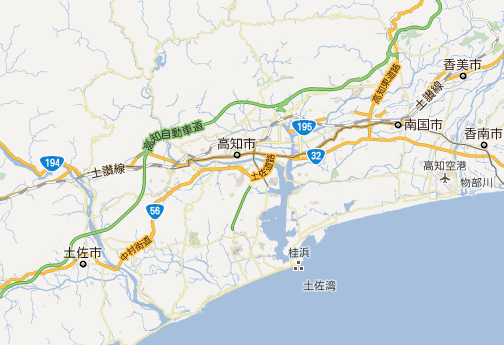 香美市
高知東道路
土讃線
195
南国市
高知自動車道
香南市
高知市
32
194
土讃線
高知空港
土佐道路
物部川
56
中村街道
土佐市
桂浜
土佐湾